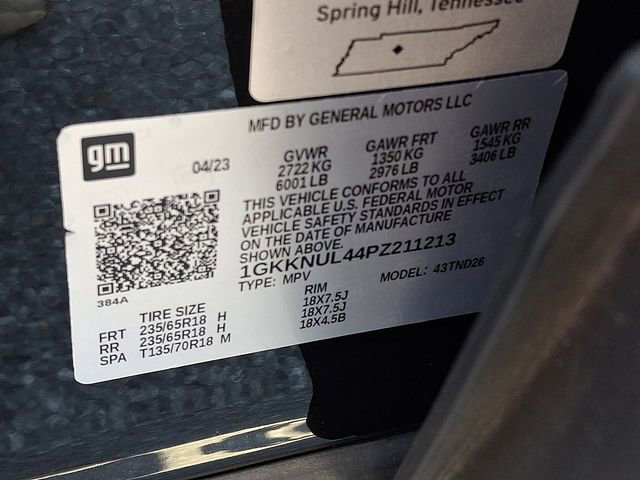 Spring Hill, Tennessee
MFD BY GENERAL MOTORS LLC
gm
04/23
GVWR GAWR FRT GAWR RR
2722 KG 1350 KG 1545 KG
6001 LB 2976 LB 3406 LB
THIS VEHICLE CONFORMS TO ALL
APPLICABLE U.S. FEDERAL MOTOR
VEHICLE SAFETY STANDARDS IN EFFECT
ON THE DATE OF MANUFACTURE
SHOWN ABOVE.
1GKKNUL44PZ211213
TYPE: MPV MODEL: 43TND26
384A
TIRE SIZE RIM
FRT 235/65R18 H 18X7.5J
RR 235/65R18 H 18X7.5J
SPA T135/70R18 M 18X4.5B